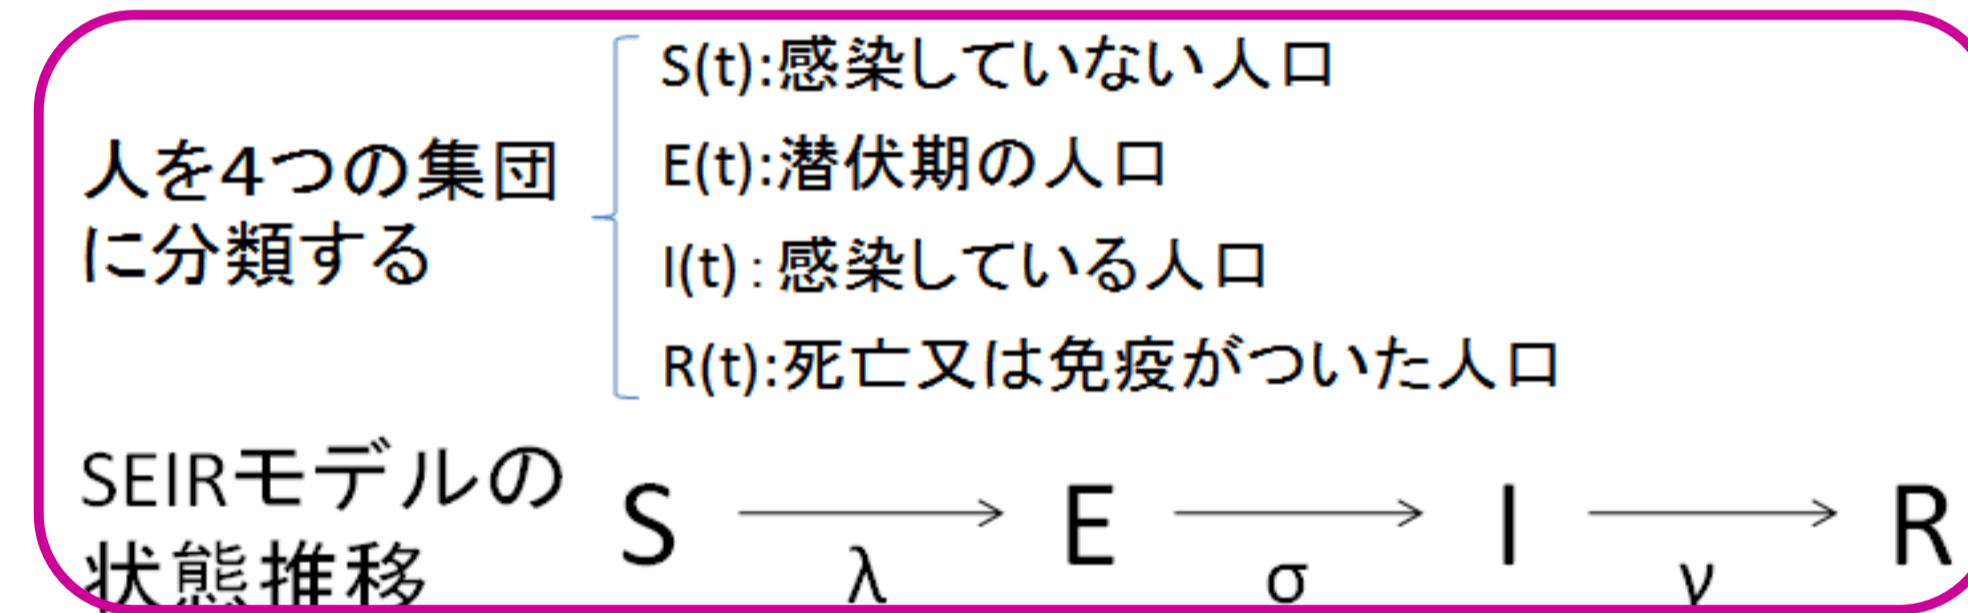 人を４つの集団
に分類する
S(t):感染していない人口
E(t):潜伏期の人口
I(t):感染している人口
R(t):死亡又は免疫がついた人口
SEIRモデルの
状態推移
S → E → I → R
λ σ ν